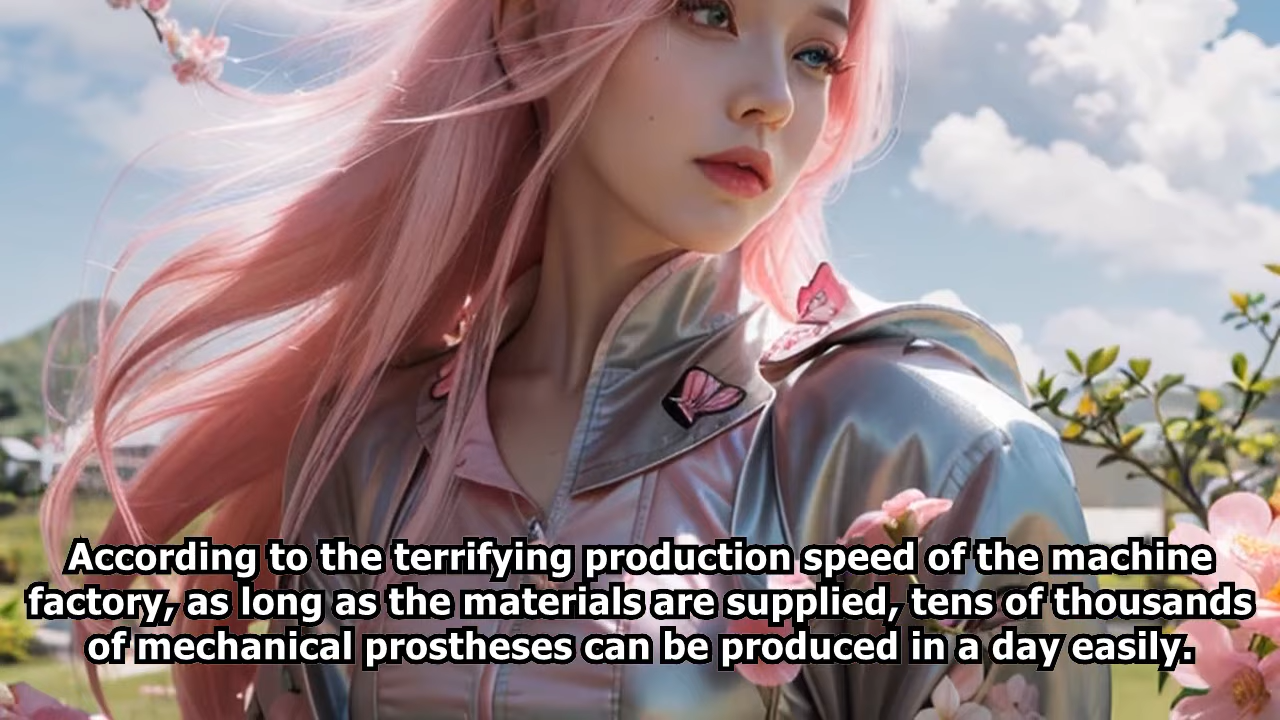 According to the terrifying production speed of the machine
factory, as long as the materials are supplied, tens of thousands
of mechanical prostheses can be produced in a day easily.